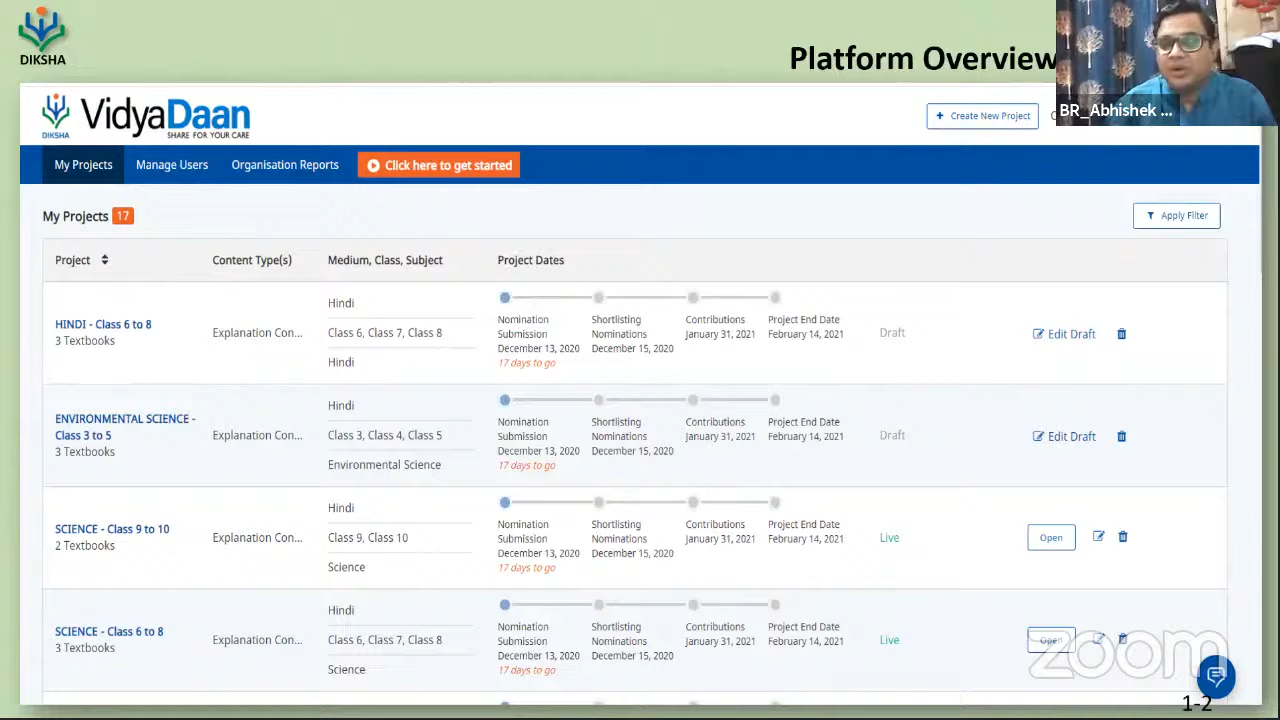 DIKSHA
Platform Overview
BR_Abhishek ...
DIKSHA
VidyaDaan
SHARE FOR YOUR CARE
+ Create New Project
My Projects
Manage Users
Organisation Reports
Click here to get started
My Projects 17
Apply Filter
Project
Content Type(s)
Medium, Class, Subject
Project Dates
HINDI - Class 6 to 8
3 Textbooks
Explanation Con...
Hindi
Class 6, Class 7, Class 8
Hindi
Nomination
Submission
December 13, 2020
17 days to go
Shortlisting
Nominations
December 15, 2020
Contributions
January 31, 2021
Project End Date
February 14, 2021
Draft
Edit Draft
ENVIRONMENTAL SCIENCE -
Class 3 to 5
3 Textbooks
Explanation Con...
Hindi
Class 3, Class 4, Class 5
Environmental Science
Nomination
Submission
December 13, 2020
17 days to go
Shortlisting
Nominations
December 15, 2020
Contributions
January 31, 2021
Project End Date
February 14, 2021
Draft
Edit Draft
SCIENCE - Class 9 to 10
2 Textbooks
Explanation Con...
Hindi
Class 9, Class 10
Science
Nomination
Submission
December 13, 2020
17 days to go
Shortlisting
Nominations
December 15, 2020
Contributions
January 31, 2021
Project End Date
February 14, 2021
Live
Open
SCIENCE - Class 6 to 8
3 Textbooks
Explanation Con...
Hindi
Class 6, Class 7, Class 8
Science
Nomination
Submission
December 13, 2020
17 days to go
Shortlisting
Nominations
December 15, 2020
Contributions
January 31, 2021
Project End Date
February 14, 2021
Live
Open
zoom
1-2